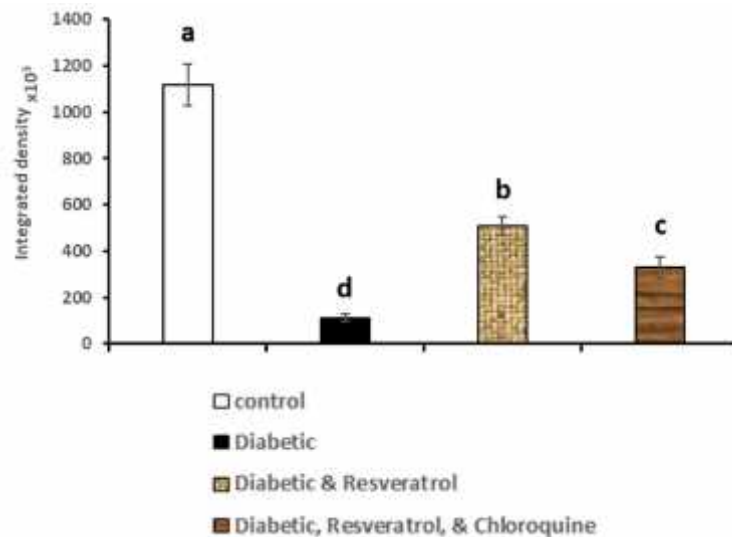 1400
1200
1000
800
600
400
200
0
Integrated density x10³
a
d
b
c
control
Diabetic
Diabetic & Resveratrol
Diabetic, Resveratrol, & Chloroquine